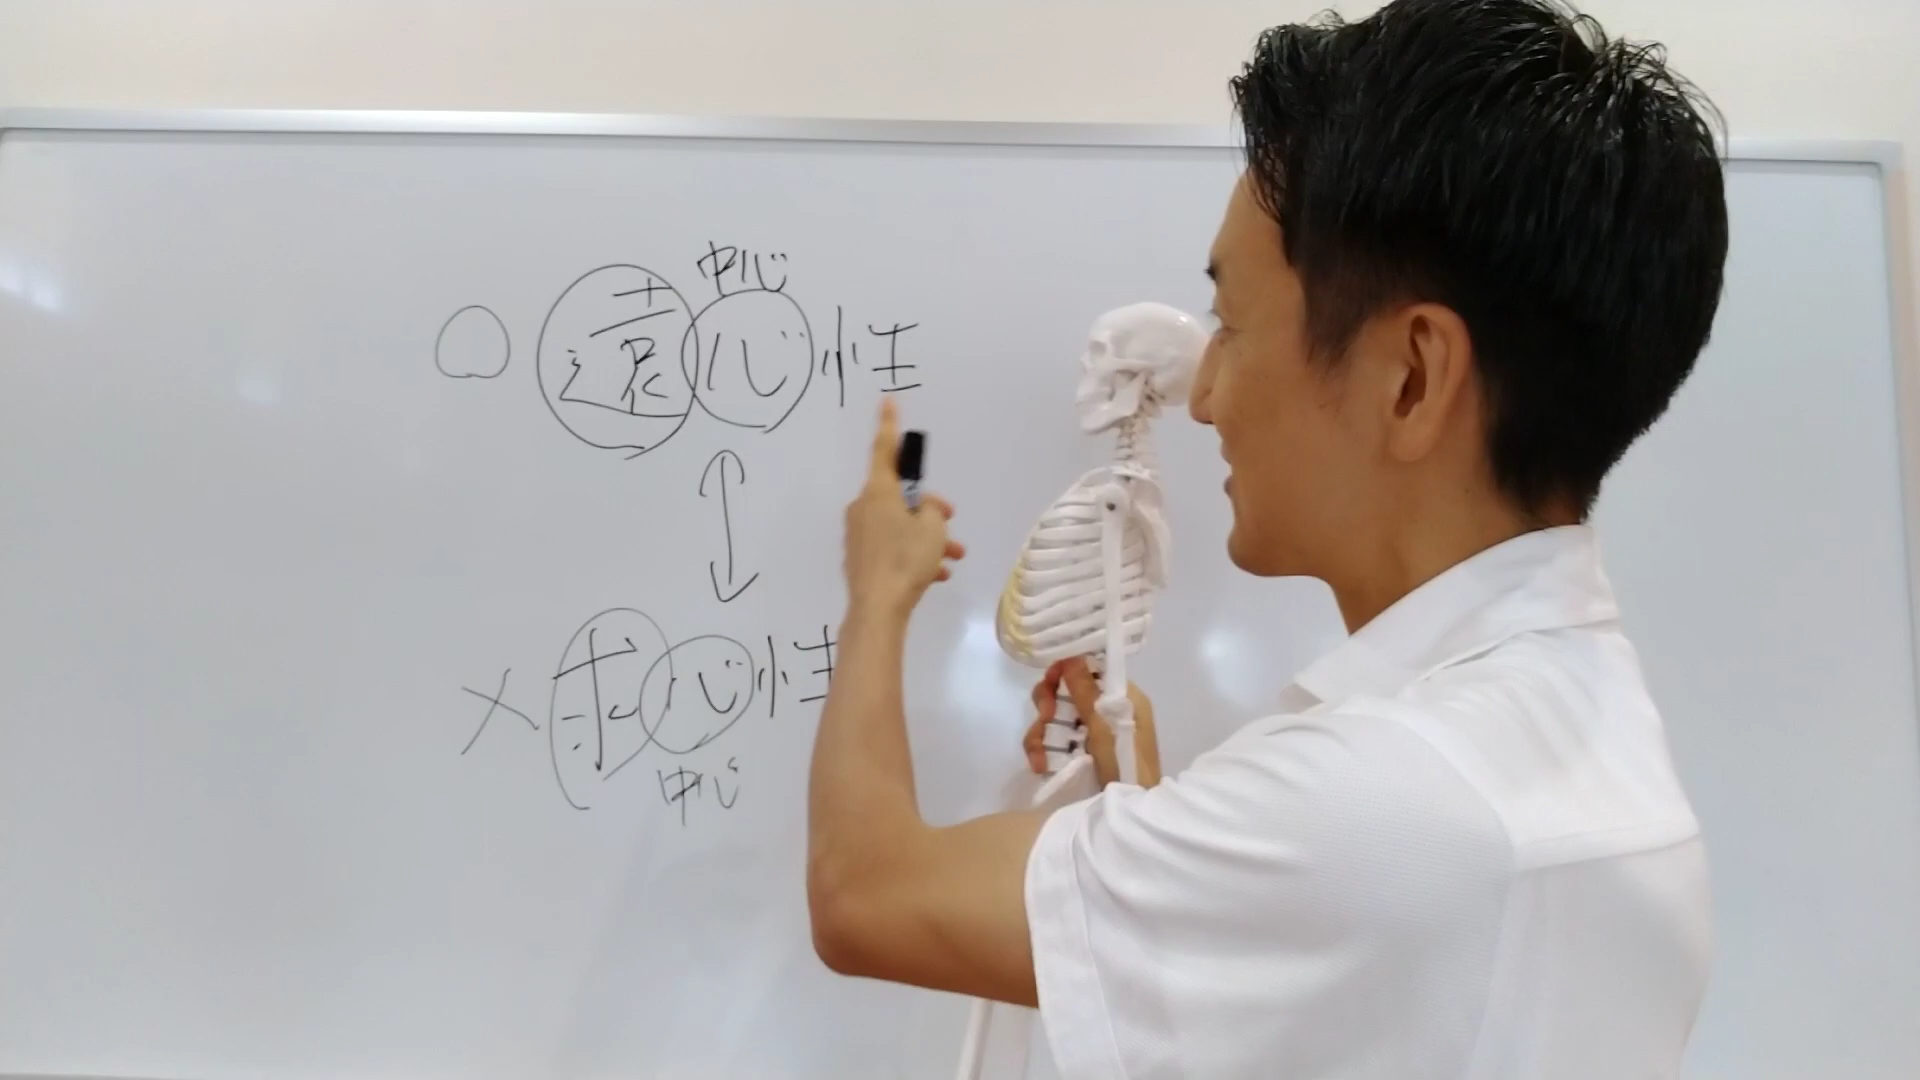 中心
○ 遠心性
× 求心性
中心